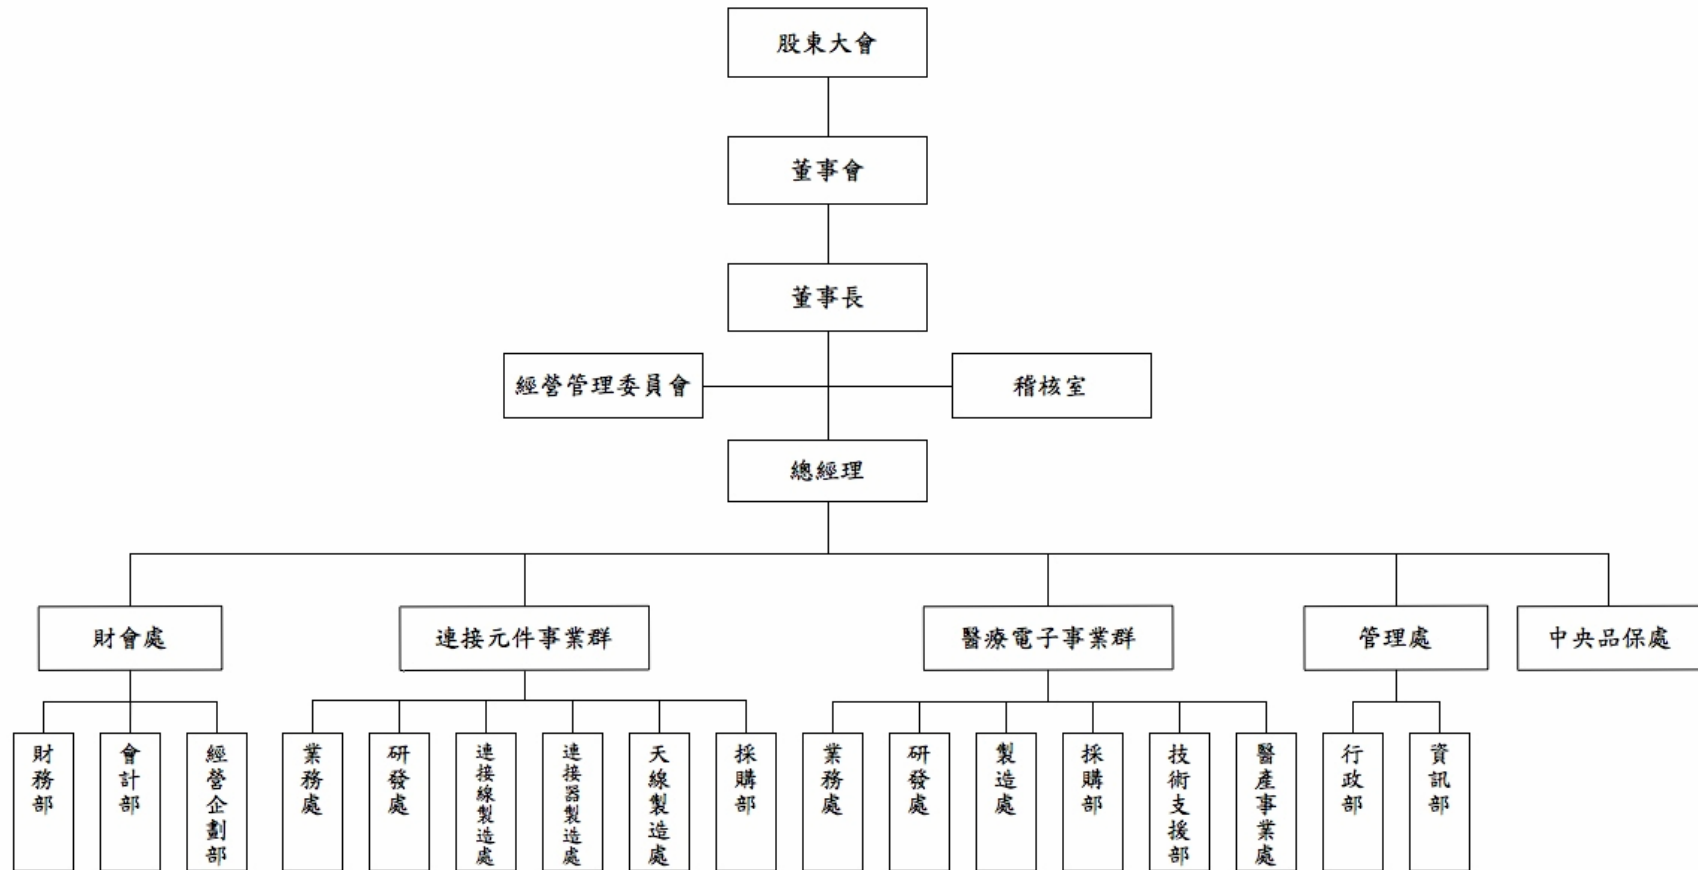 股東大會
董事會
董事長
經營管理委員會
稽核室
總經理
財會處
連接元件事業群
醫療電子事業群
管理處
中央品保處
財務部
會計部
經營企劃部
業務處
研發處
連接線製造處
連接器製造處
天線製造處
採購部
業務處
研發處
製造處
採購部
技術支援部
醫產事業處
行政部
資訊部